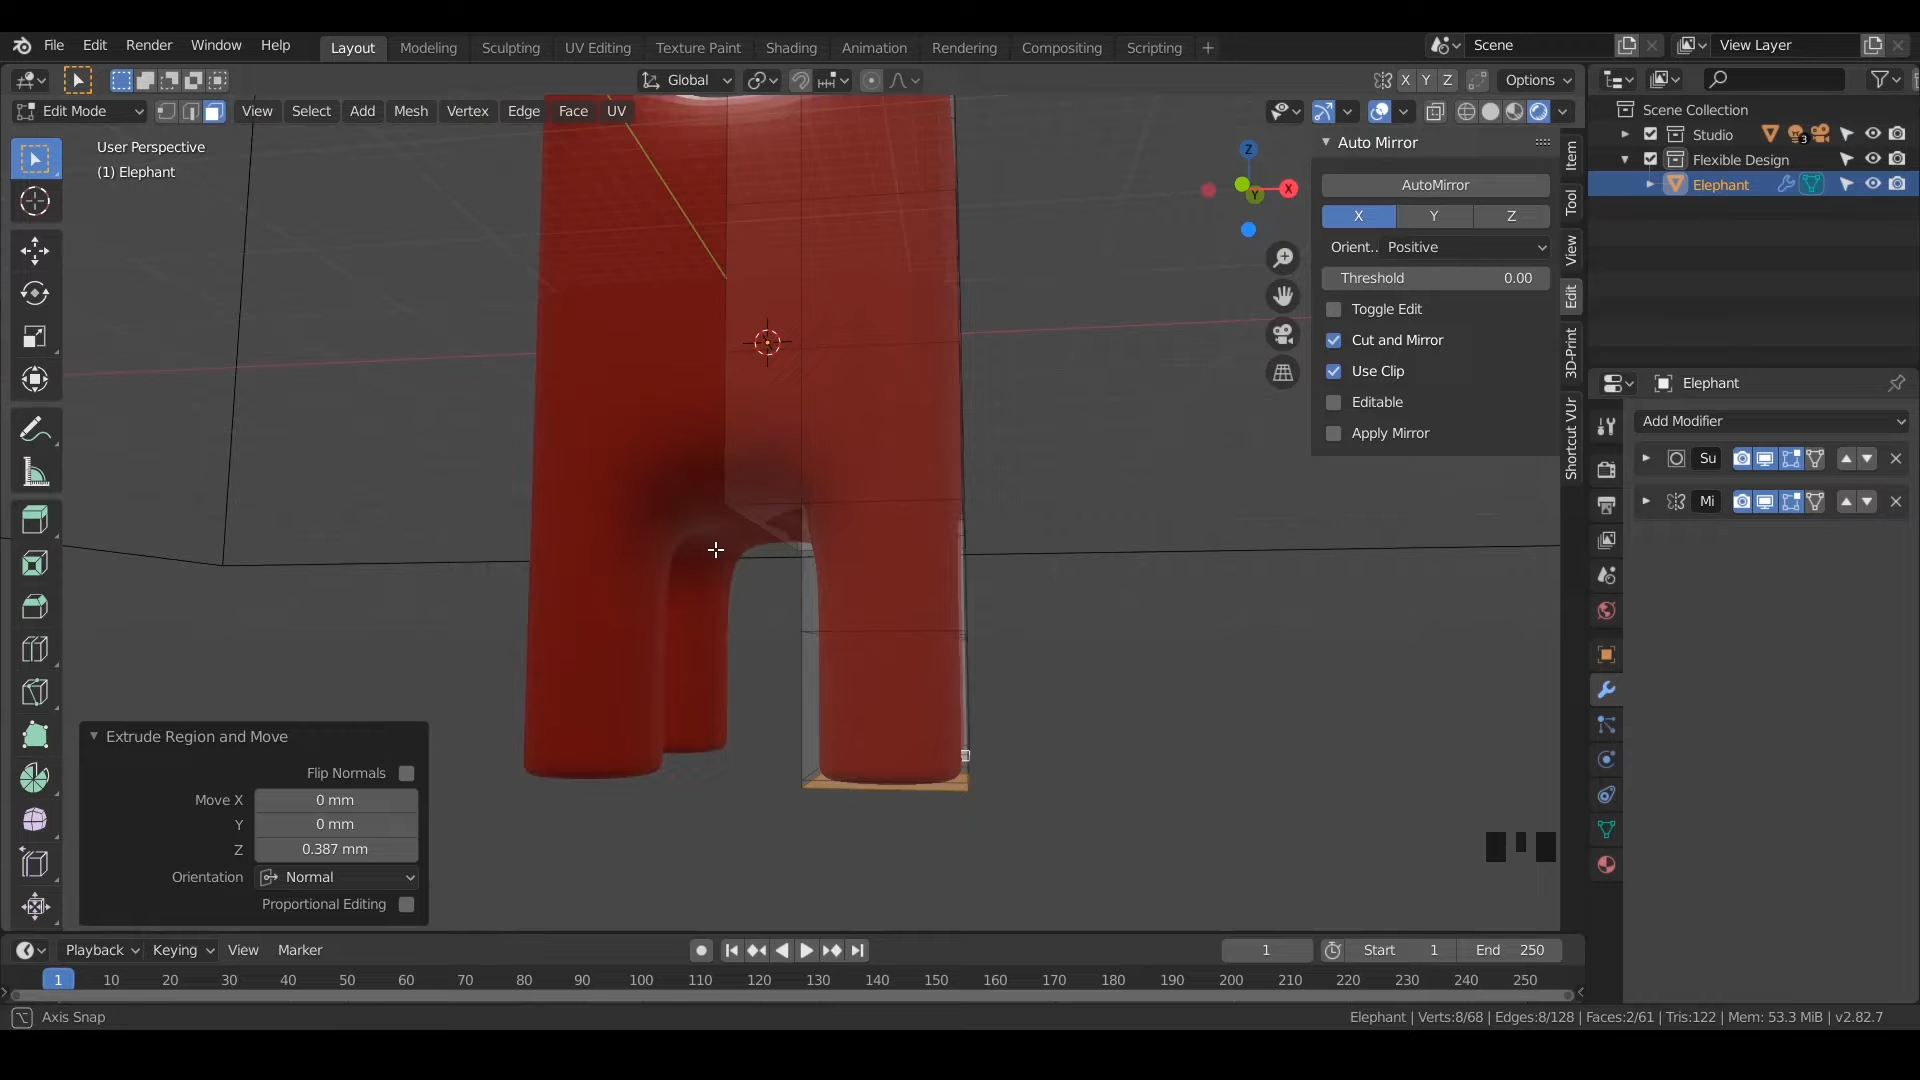 File Edit Render Window Help Layout Modeling Sculpting UV Editing Texture Paint Shading Animation Rendering Compositing Scripting + Scene View Layer
Global X Y Z Options
Edit Mode View Select Add Mesh Vertex Edge Face UV
User Perspective
(1) Elephant
Z
X
Y
Auto Mirror
AutoMirror
X Y Z
Orient.. Positive
Threshold 0.00
Toggle Edit
Cut and Mirror
Use Clip
Editable
Apply Mirror
Item
Tool
View
Edit
3D-Print
Shortcut VUr
Scene Collection
Studio 3
Flexible Design
Elephant
Elephant
Add Modifier
Su
Mi
Extrude Region and Move
Flip Normals
Move X 0 mm
Y 0 mm
Z 0.387 mm
Orientation Normal
Proportional Editing
Playback Keying View Marker 1 Start 1 End 250
1 10 20 30 40 50 60 70 80 90 100 110 120 130 140 150 160 170 180 190 200 210 220 230 240 250
Axis Snap Elephant | Verts:8/68 | Edges:8/128 | Faces:2/61 | Tris:122 | Mem: 53.3 MiB | v2.82.7